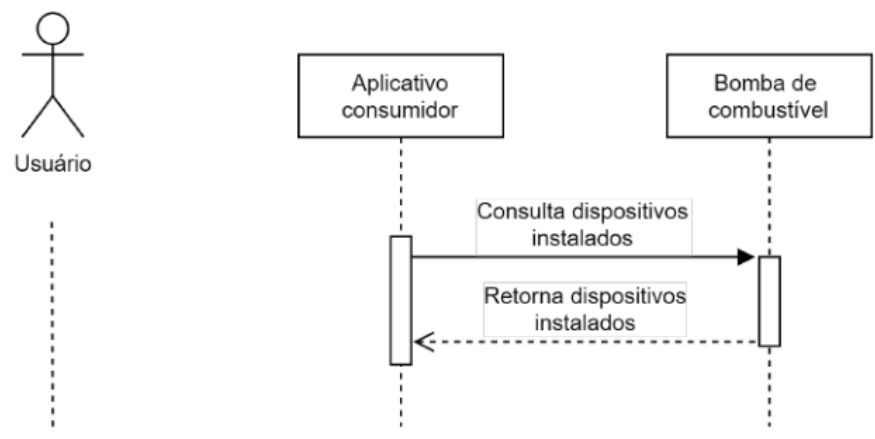 Usuário
Aplicativo
consumidor
Bomba de
combustível
Consulta dispositivos
instalados
Retorna dispositivos
instalados